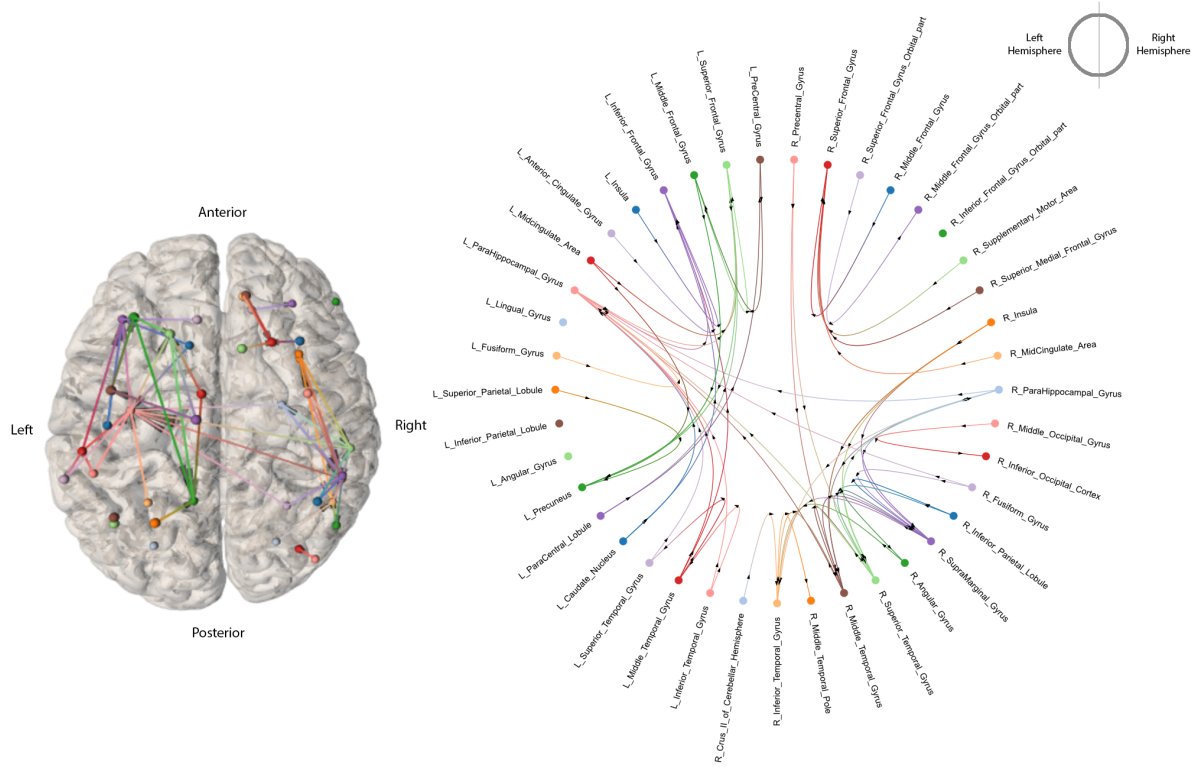 Left
Hemisphere
Right
Hemisphere
Anterior
Left
Right
Posterior
L_PreCentral_Gyrus
L_Superior_Frontal_Gyrus
L_Middle_Frontal_Gyrus
L_Inferior_Frontal_Gyrus
L_Insula
L_Anterior_Cingulate_Gyrus
L_Midcingulate_Area
L_ParaHippocampal_Gyrus
L_Lingual_Gyrus
L_Fusiform_Gyrus
L_Superior_Parietal_Lobule
L_Inferior_Parietal_Lobule
L_Angular_Gyrus
L_Precuneus
L_ParaCentral_Lobule
L_Caudate_Nucleus
L_Superior_Temporal_Gyrus
L_Middle_Temporal_Gyrus
L_Inferior_Temporal_Gyrus
R_Crus_II_of_Cerebellar_Hemisphere
R_Inferior_Temporal_Gyrus
R_Middle_Temporal_Pole
R_Middle_Temporal_Gyrus
R_Superior_Temporal_Gyrus
R_Angular_Gyrus
R_SupraMarginal_Gyrus
R_Inferior_Parietal_Lobule
R_Fusiform_Gyrus
R_Inferior_Occipital_Cortex
R_Middle_Occipital_Gyrus
R_ParaHippocampal_Gyrus
R_MidCingulate_Area
R_Insula
R_Superior_Medial_Frontal_Gyrus
R_Supplementary_Motor_Area
R_Inferior_Frontal_Gyrus_Orbital_part
R_Middle_Frontal_Gyrus_Orbital_part
R_Middle_Frontal_Gyrus
R_Superior_Frontal_Gyrus_Orbital_part
R_Superior_Frontal_Gyrus
R_Precentral_Gyrus